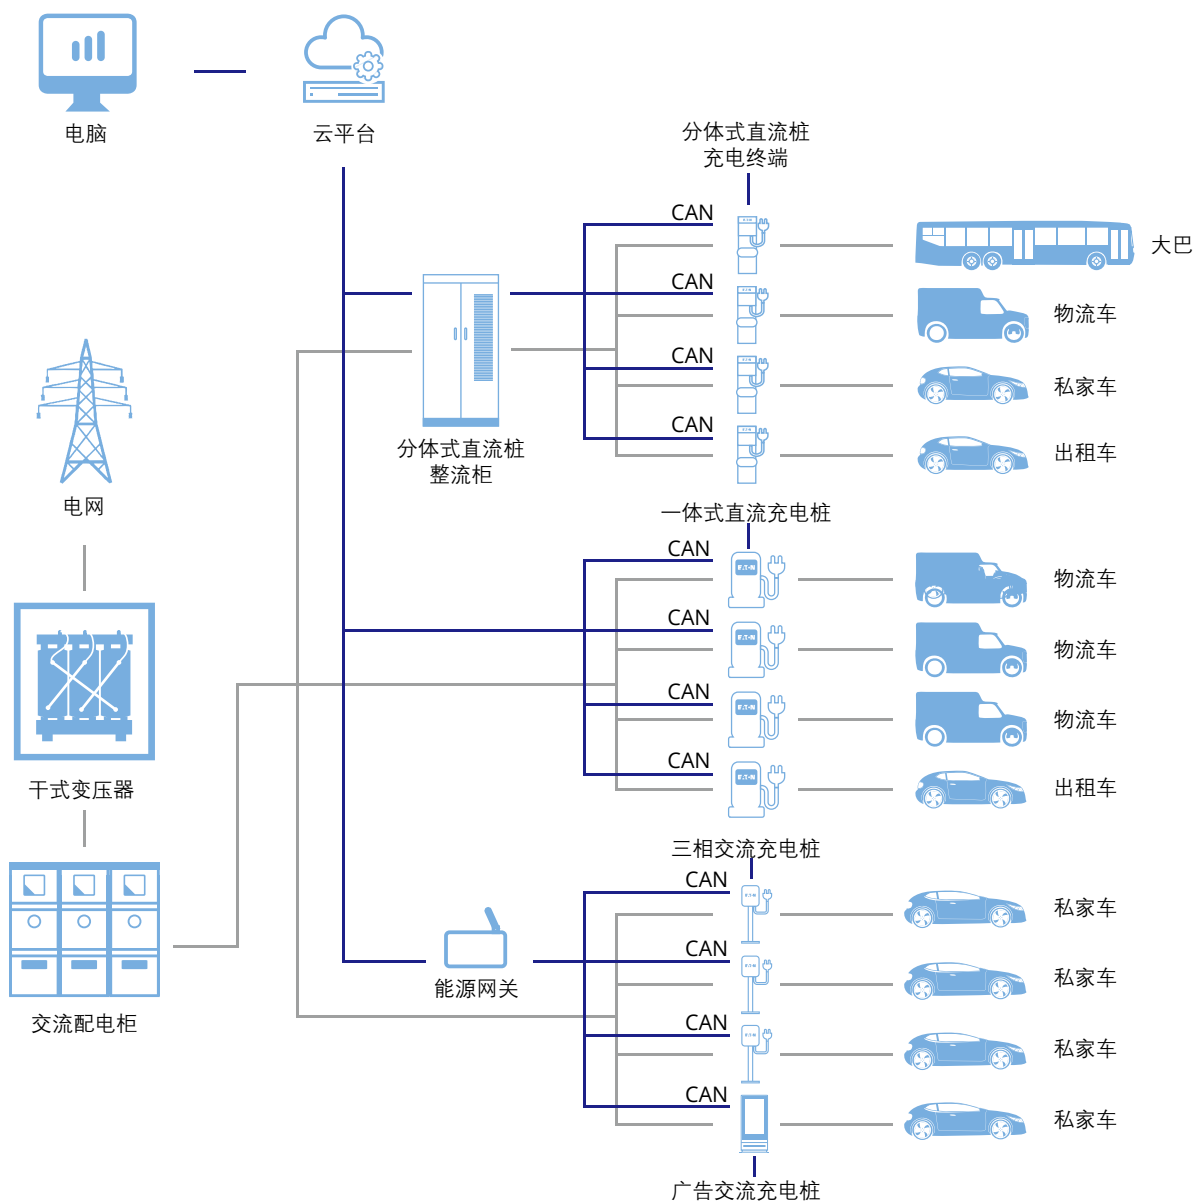 电脑
云平台
分体式直流桩
充电终端
CAN
大巴
CAN
物流车
CAN
私家车
CAN
出租车
分体式直流桩
整流柜
电网
一体式直流充电桩
CAN
物流车
CAN
物流车
CAN
物流车
CAN
出租车
干式变压器
三相交流充电桩
CAN
私家车
CAN
私家车
能源网关
CAN
私家车
交流配电柜
CAN
私家车
广告交流充电桩